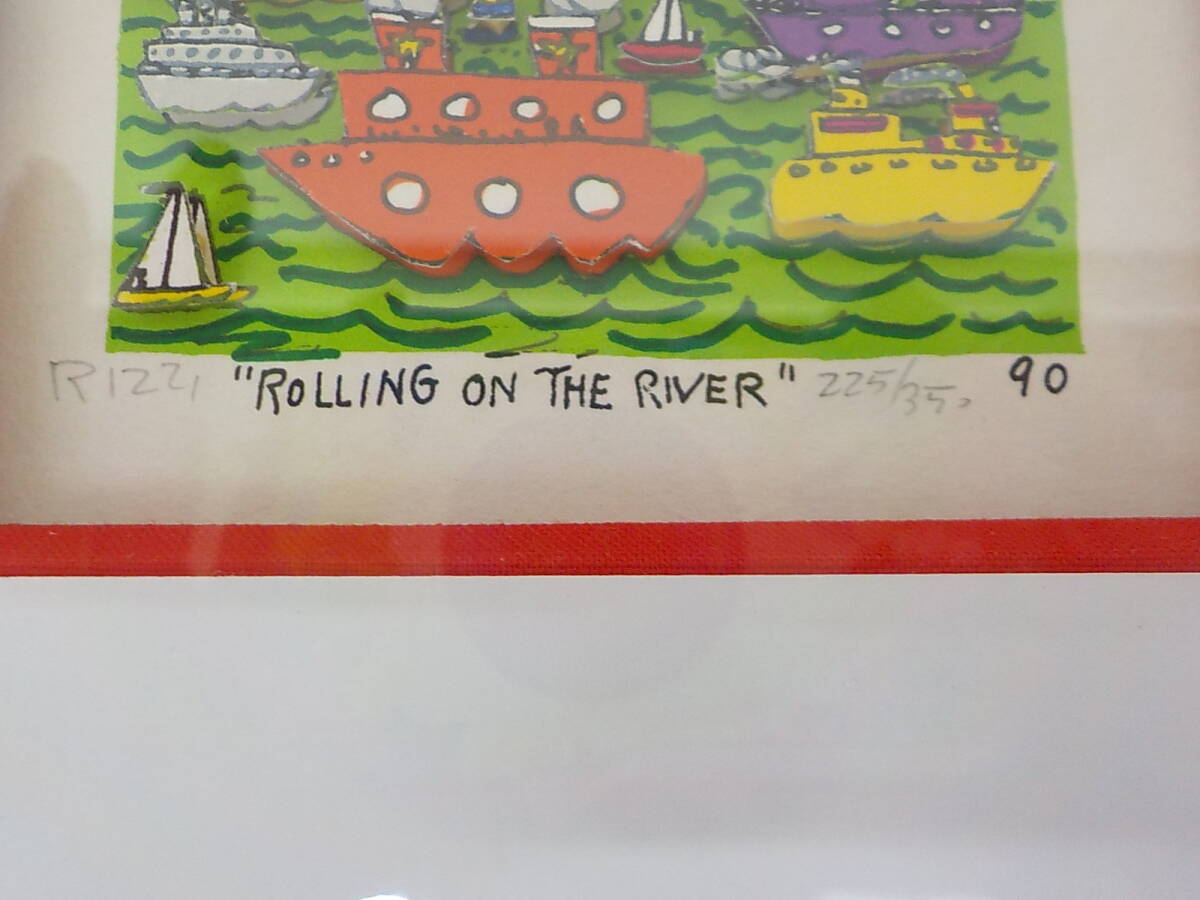 RIZZI "ROLLING ON THE RIVER" 225/350 90